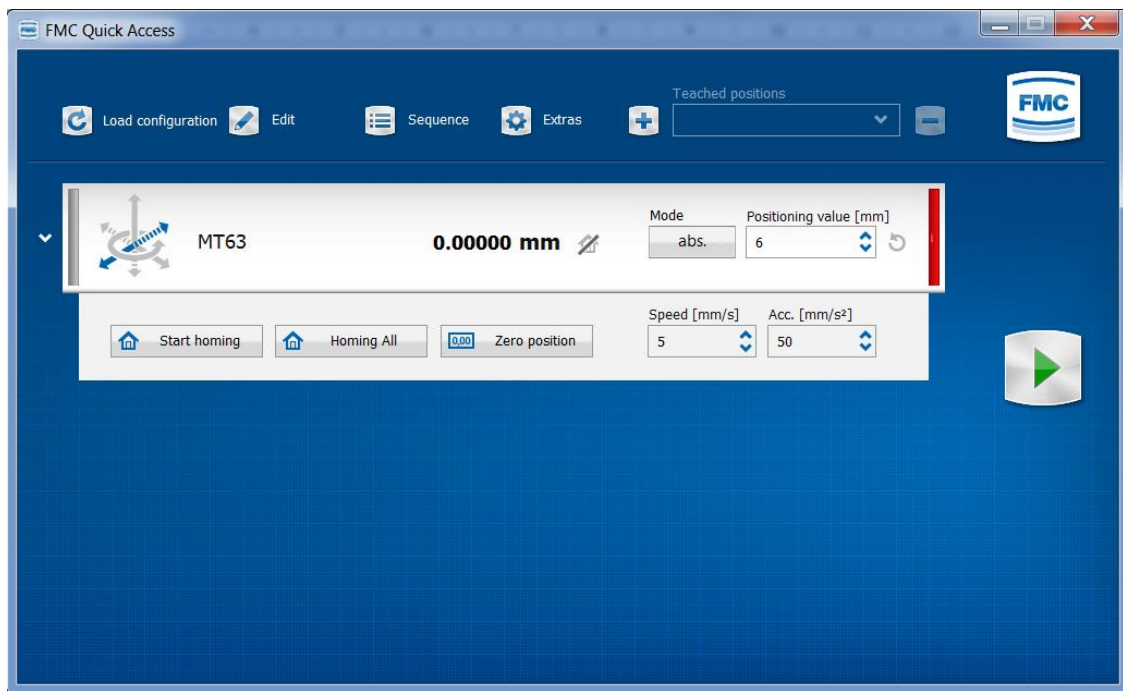 FMC Quick Access
Load configuration Edit Sequence Extras
Teached positions
FMC
MT63
0.00000 mm
Mode Positioning value [mm]
abs. 6
Start homing Homing All 0,00 Zero position
Speed [mm/s] Acc. [mm/s²]
5 50